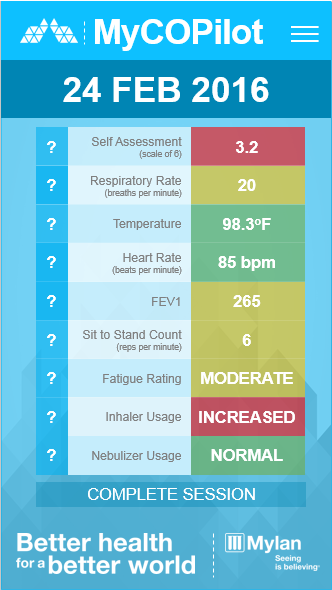 MyCOPilot
24 FEB 2016
? Self Assessment 3.2
(scale of 6)
? Respiratory Rate 20
(breaths per minute)
? Temperature 98.3ºF
? Heart Rate 85 bpm
(beats per minute)
? FEV1 265
? Sit to Stand Count 6
(reps per minute)
? Fatigue Rating MODERATE
? Inhaler Usage INCREASED
? Nebulizer Usage NORMAL
COMPLETE SESSION
Better health
for a better world
Mylan
Seeing
is believing®